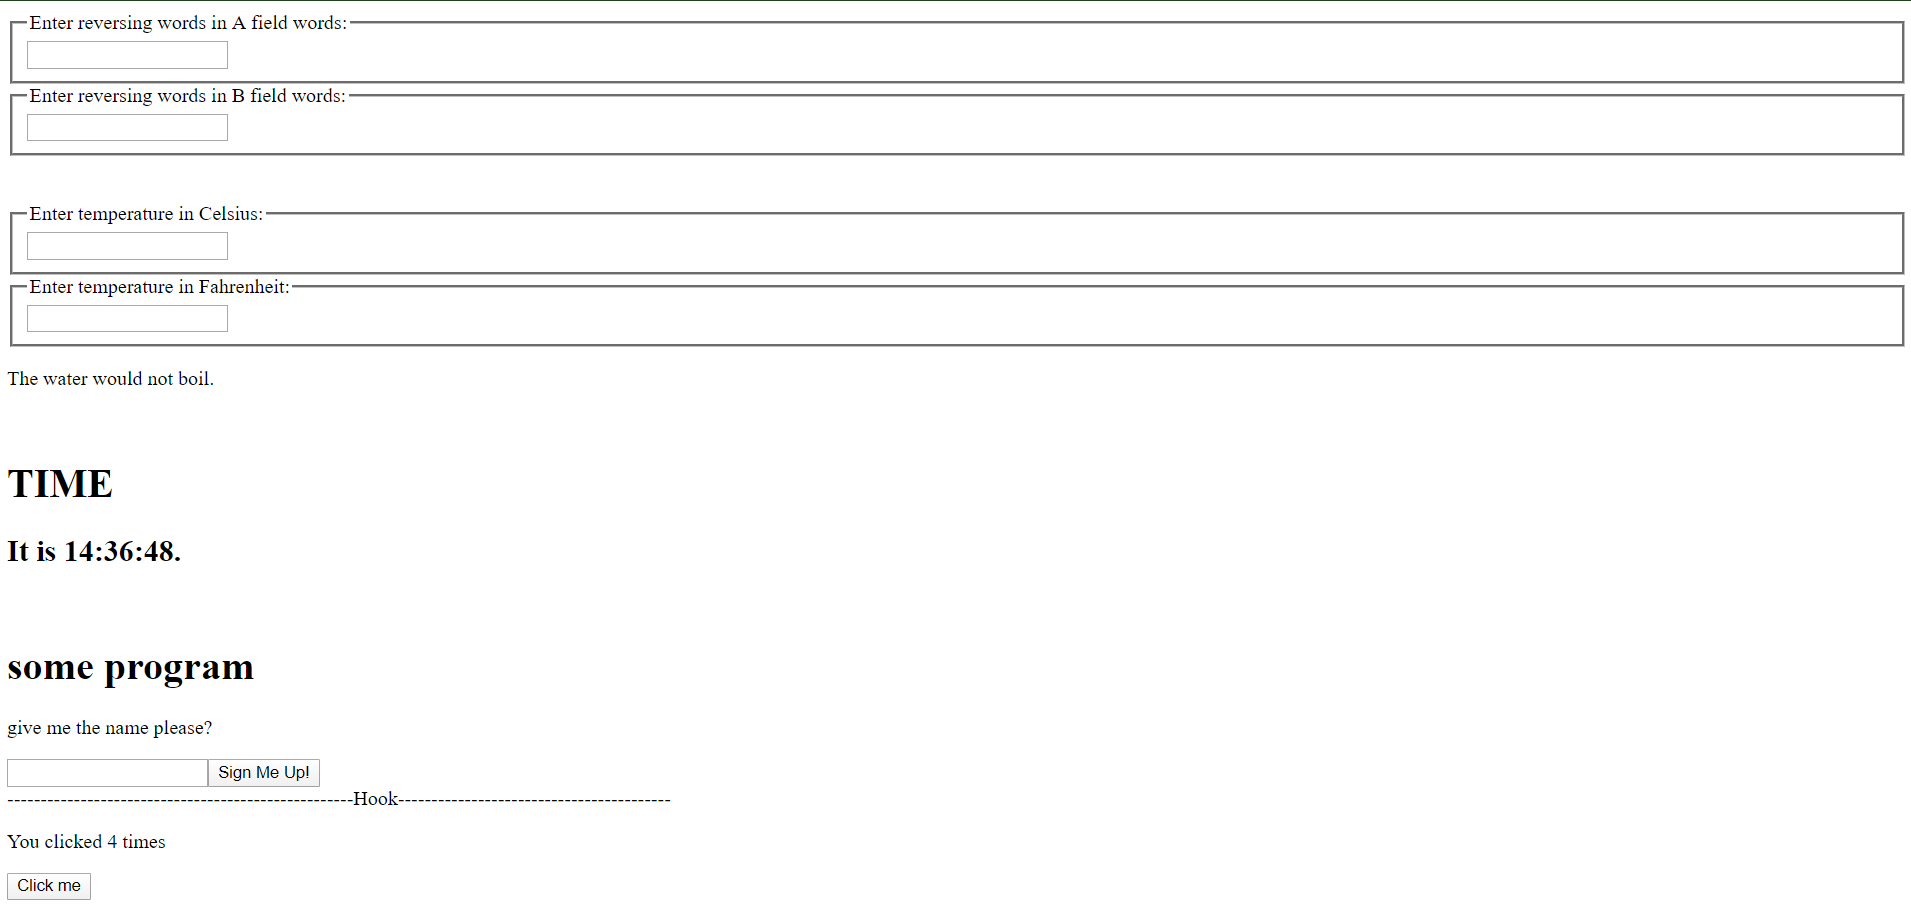 Enter reversing words in A field words:
Enter reversing words in B field words:
Enter temperature in Celsius:
Enter temperature in Fahrenheit:
The water would not boil.
TIME
It is 14:36:48.
some program
give me the name please?
Sign Me Up!
----------------------------------------------------Hook-----------------------------------------
You clicked 4 times
Click me